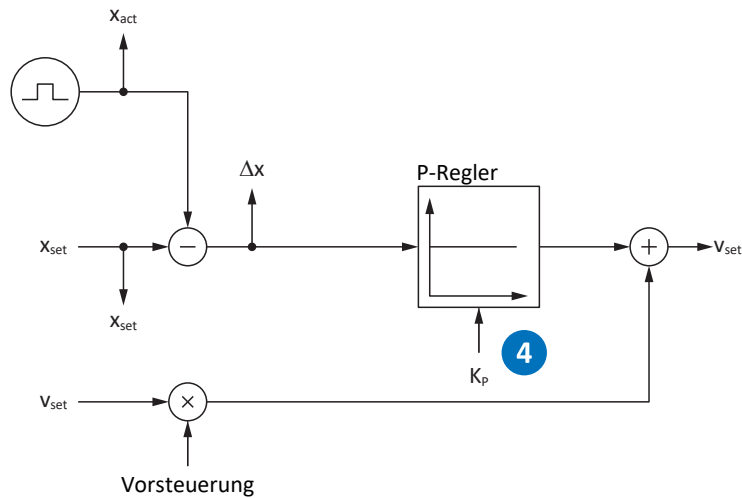 xact
Δx
P-Regler
xset
vset
xset
4
KP
vset
Vorsteuerung